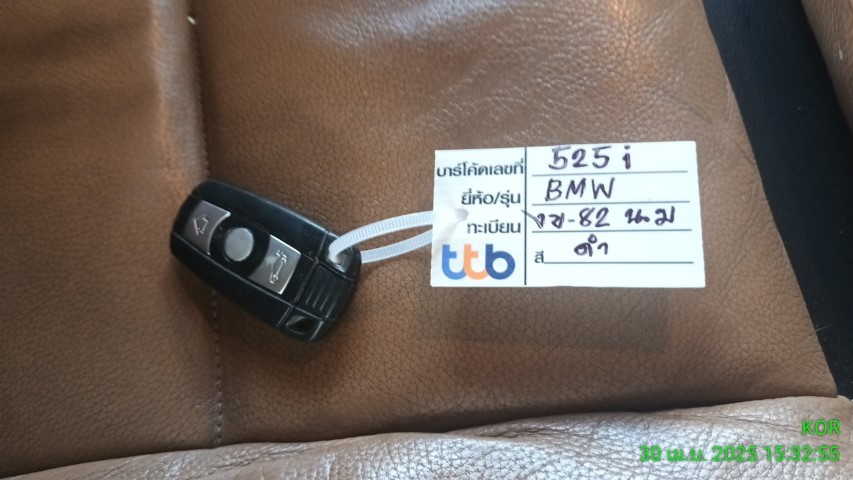 บาร์โค้ดเลขที่ 525 i
ยี่ห้อ/รุ่น BMW
ทะเบียน -82 นม
ttb
สี ดำ
KOR
30 เม.ย. 2025 15:32:55